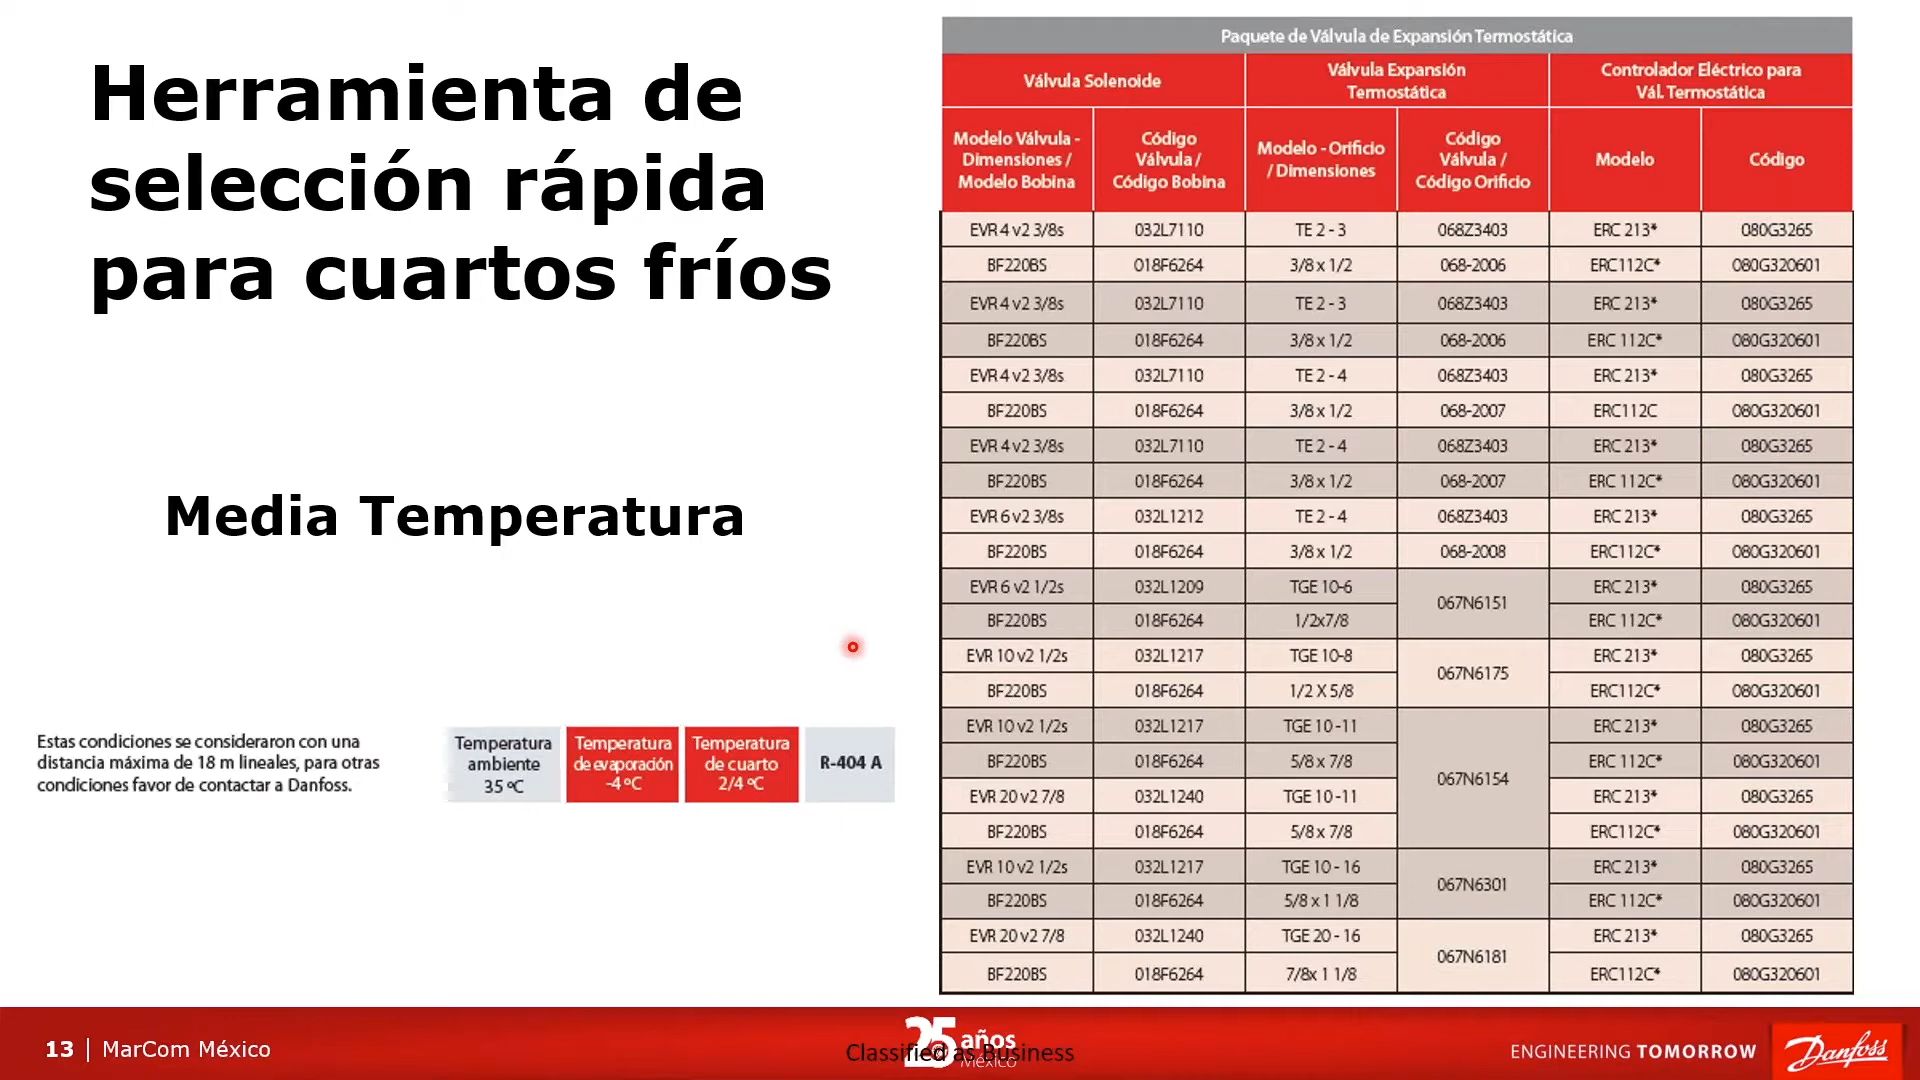 Herramienta de
selección rápida
para cuartos fríos
Media Temperatura
Estas condiciones se consideraron con una
distancia máxima de 18 m lineales, para otras
condiciones favor de contactar a Danfoss.
Temperatura
ambiente
35 ºC
Temperatura
de evaporación
-4 ºC
Temperatura
de cuarto
2/4 ºC
R-404 A
Paquete de Válvula de Expansión Termostática
Válvula Solenoide
Válvula Expansión
Termostática
Controlador Eléctrico para
Vál. Termostática
Modelo Válvula -
Dimensiones /
Modelo Bobina
Código
Válvula /
Código Bobina
Modelo - Orificio
/ Dimensiones
Código
Válvula /
Código Orificio
Modelo
Código
EVR 4 v2 3/8s 032L7110 TE 2 - 3 068Z3403 ERC 213* 080G3265
BF220BS 018F6264 3/8 x 1/2 068-2006 ERC112C* 080G320601
EVR 4 v2 3/8s 032L7110 TE 2 - 3 068Z3403 ERC 213* 080G3265
BF220BS 018F6264 3/8 x 1/2 068-2006 ERC 112C* 080G320601
EVR 4 v2 3/8s 032L7110 TE 2 - 4 068Z3403 ERC 213* 080G3265
BF220BS 018F6264 3/8 x 1/2 068-2007 ERC112C 080G320601
EVR 4 v2 3/8s 032L7110 TE 2 - 4 068Z3403 ERC 213* 080G3265
BF220BS 018F6264 3/8 x 1/2 068-2007 ERC 112C* 080G320601
EVR 6 v2 3/8s 032L1212 TE 2 - 4 068Z3403 ERC 213* 080G3265
BF220BS 018F6264 3/8 x 1/2 068-2008 ERC112C* 080G320601
EVR 6 v2 1/2s 032L1209 TGE 10-6 067N6151 ERC 213* 080G3265
BF220BS 018F6264 1/2x7/8 ERC 112C* 080G320601
EVR 10 v2 1/2s 032L1217 TGE 10-8 067N6175 ERC 213* 080G3265
BF220BS 018F6264 1/2 X 5/8 ERC112C* 080G320601
EVR 10 v2 1/2s 032L1217 TGE 10 -11 067N6154 ERC 213* 080G3265
BF220BS 018F6264 5/8 x 7/8 ERC 112C* 080G320601
EVR 20 v2 7/8 032L1240 TGE 10 -11 ERC 213* 080G3265
BF220BS 018F6264 5/8 x 7/8 ERC112C* 080G320601
EVR 10 v2 1/2s 032L1217 TGE 10 - 16 067N6301 ERC 213* 080G3265
BF220BS 018F6264 5/8 x 1 1/8 ERC 112C* 080G320601
EVR 20 v2 7/8 032L1240 TGE 20 - 16 067N6181 ERC 213* 080G3265
BF220BS 018F6264 7/8x 1 1/8 ERC112C* 080G320601
13 | MarCom México
25 años
México
Classified as Business
ENGINEERING TOMORROW
Danfoss